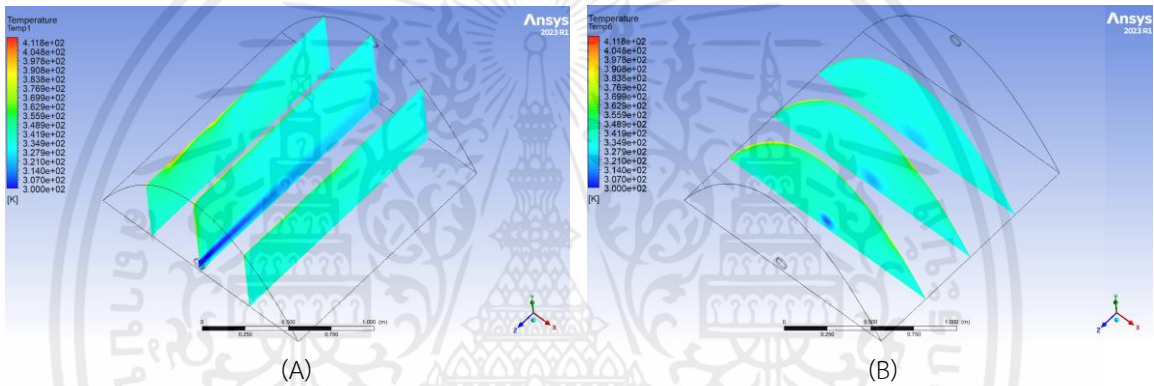 Temperature
Temp1
4.118e+02
4.048e+02
3.978e+02
3.908e+02
3.838e+02
3.769e+02
3.699e+02
3.629e+02
3.559e+02
3.489e+02
3.419e+02
3.349e+02
3.279e+02
3.210e+02
3.140e+02
3.070e+02
3.000e+02
[K]
Ansys
2023 R1
0
0.500
1.000
(m)
0.250
0.750
Y
Z
X
(A)
Temperature
Temp6
4.118e+02
4.048e+02
3.978e+02
3.908e+02
3.838e+02
3.769e+02
3.699e+02
3.629e+02
3.559e+02
3.489e+02
3.419e+02
3.349e+02
3.279e+02
3.210e+02
3.140e+02
3.070e+02
3.000e+02
[K]
Ansys
2023 R1
0
0.500
1.000
(m)
0.250
0.750
Y
Z
X
(B)